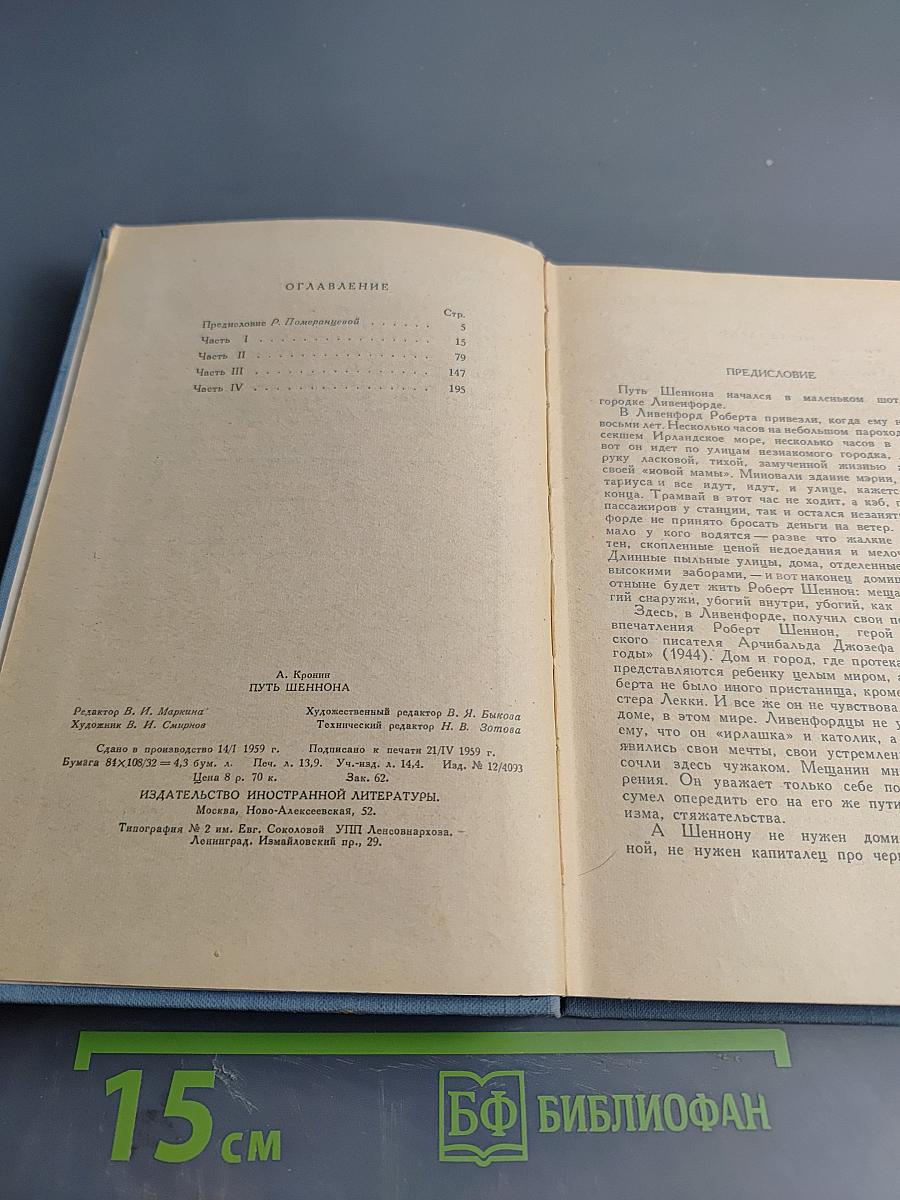 ОГЛАВЛЕНИЕ
Стр.
Предисловие Р. Померанцевой . . . . . . 5
Часть I . . . . . . . . . . . . . . . . 15
Часть II . . . . . . . . . . . . . . . . 79
Часть III . . . . . . . . . . . . . . . . 147
Часть IV . . . . . . . . . . . . . . . . 195
А. Кронин
ПУТЬ ШЕННОНА
Редактор В. И. Маркина Художественный редактор В. Я. Быкова
Художник В. И. Смирнов Технический редактор Н. В. Зотова
Сдано в производство 14/I 1959 г. Подписано к печати 21/IV 1959 г.
Бумага 84×108/32 = 4,3 бум. л. Печ. л. 13,9. Уч.-изд. л. 14,4. Изд. № 12/4093
Цена 8 р. 70 к. Зак. 62.
ИЗДАТЕЛЬСТВО ИНОСТРАННОЙ ЛИТЕРАТУРЫ.
Москва, Ново-Алексеевская, 52.
Типография № 2 им. Евг. Соколовой УПП Ленсовнархоза.
Ленинград, Измайловский пр., 29.
ПРЕДИСЛОВИЕ
Путь Шеннона начался в маленьком шот
городке Ливенфорде.
В Ливенфорд Роберта привезли, когда ему
восьми лет. Несколько часов на небольшом пароход
секшем Ирландское море, несколько часов в
вот он идет по улицам незнакомого городка,
руку ласковой, тихой, замученной жизнью
своей «новой мамы». Миновали здание мэрии,
тариуса и все идут, идут, и улице, кажетс
конца. Трамвай в этот час не ходит, а кэб,
пассажиров у станции, так и остался незанят
форде не принято бросать деньги на ветер.
мало у кого водятся — разве что жалкие
тен, скопленные ценой недоедания и мелоч
Длинные пыльные улицы, дома, отделенные
высокими заборами, — и вот наконец домиш
отныне будет жить Роберт Шеннон: меща
гий снаружи, убогий внутри, убогий, как
Здесь, в Ливенфорде, получил свои пе
впечатления Роберт Шеннон, герой
ского писателя Арчибальда Джозефа
годы» (1944). Дом и город, где протека
представляются ребенку целым миром,
берта не было иного пристанища, кроме
стера Лекки. И все же он не чувствова
доме, в этом мире. Ливенфордцы не у
ему, что он «ирлашка» и католик, а
явились свои мечты, свои устремлен
сочли здесь чужаком. Мещанин мн
рения. Он уважает только себе по
сумел опередить его на его же пути
изма, стяжательства.
А Шеннону не нужен доми
ной, не нужен капиталец про чер
15 см
БФ БИБЛИОФАН